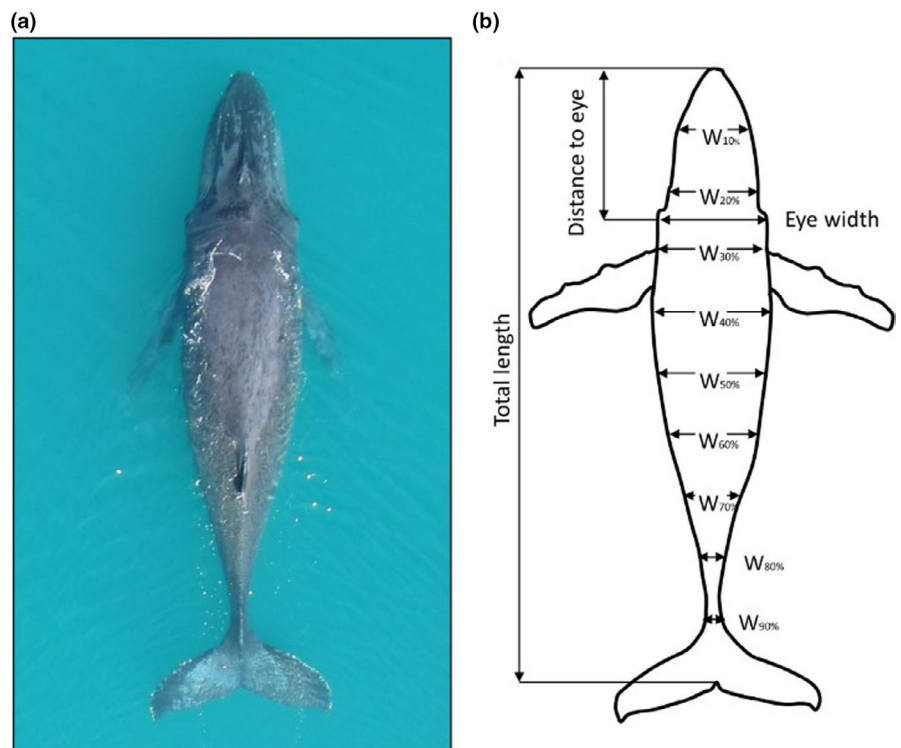 (a)
(b)
Total length
Distance to eye
W10%
W20%
Eye width
W30%
W40%
W50%
W60%
W70%
W80%
W90%